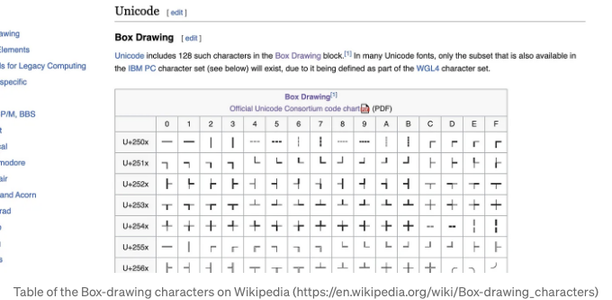 Unicode [ edit ]
awing
Elements
Box Drawing [ edit ]
ls for Legacy Computing
specific
Unicode includes 128 such characters in the Box Drawing block.[1] In many Unicode fonts, only the subset that is also available in
the IBM PC character set (see below) will exist, due to it being defined as part of the WGL4 character set.
P/M, BBS
t
cal
modore
air
and Acorn
rad
Box Drawing[1]
Official Unicode Consortium code chart (PDF)
0 1 2 3 4 5 6 7 8 9 A B C D E F
U+250x
U+251x
U+252x
U+253x
U+254x
U+255x
U+256x
Table of the Box-drawing characters on Wikipedia (https://en.wikipedia.org/wiki/Box-drawing_characters)